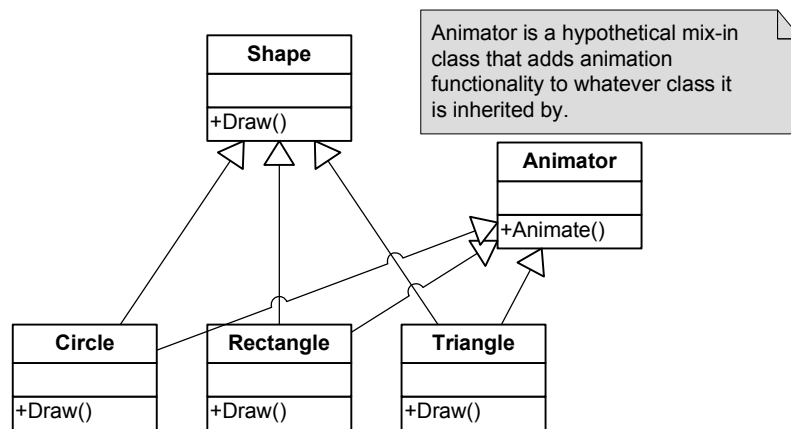 Shape
+Draw()
Animator is a hypothetical mix-in
class that adds animation
functionality to whatever class it
is inherited by.
Animator
+Animate()
Circle
+Draw()
Rectangle
+Draw()
Triangle
+Draw()